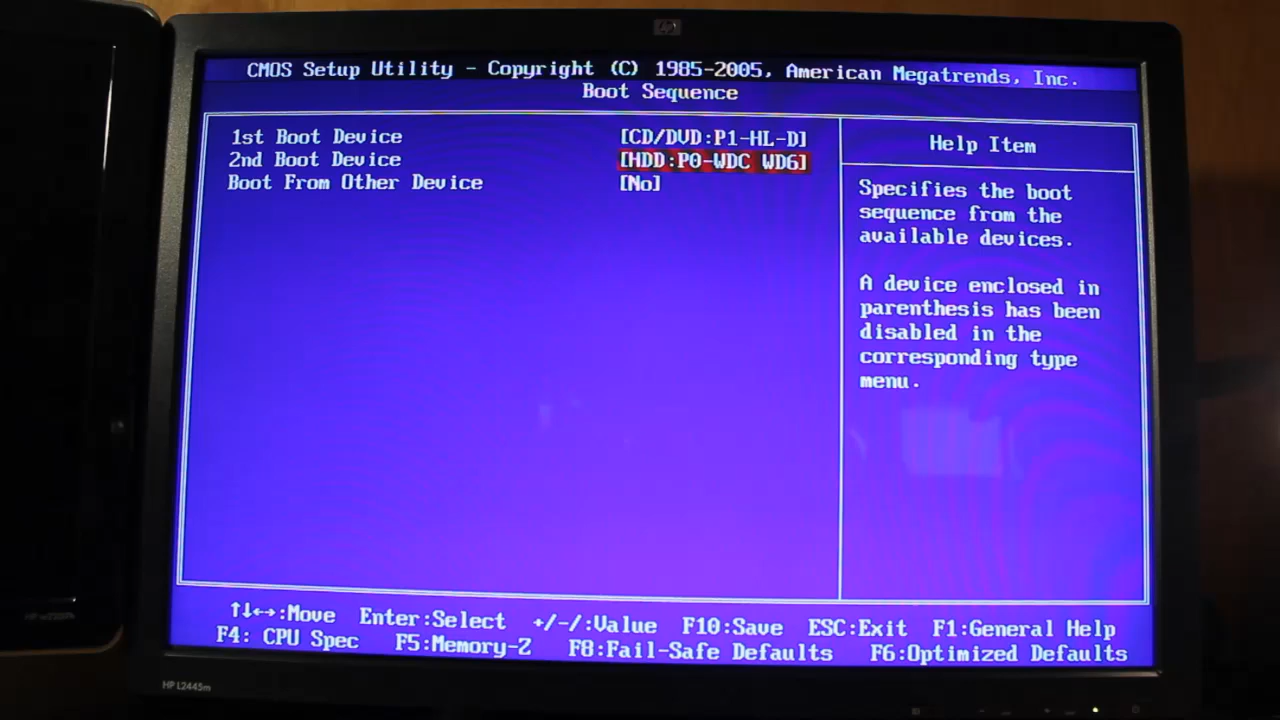 hp
CMOS Setup Utility - Copyright (C) 1985-2005, American Megatrends, Inc.
Boot Sequence
1st Boot Device [CD/DVD:P1-HL-D]
2nd Boot Device [HDD:P0-WDC WD6]
Boot From Other Device [No]
Help Item
Specifies the boot
sequence from the
available devices.
A device enclosed in
parenthesis has been
disabled in the
corresponding type
menu.
↑↓←→:Move Enter:Select +/-/:Value F10:Save ESC:Exit F1:General Help
F4: CPU Spec F5:Memory-Z F8:Fail-Safe Defaults F6:Optimized Defaults
HP L2445m